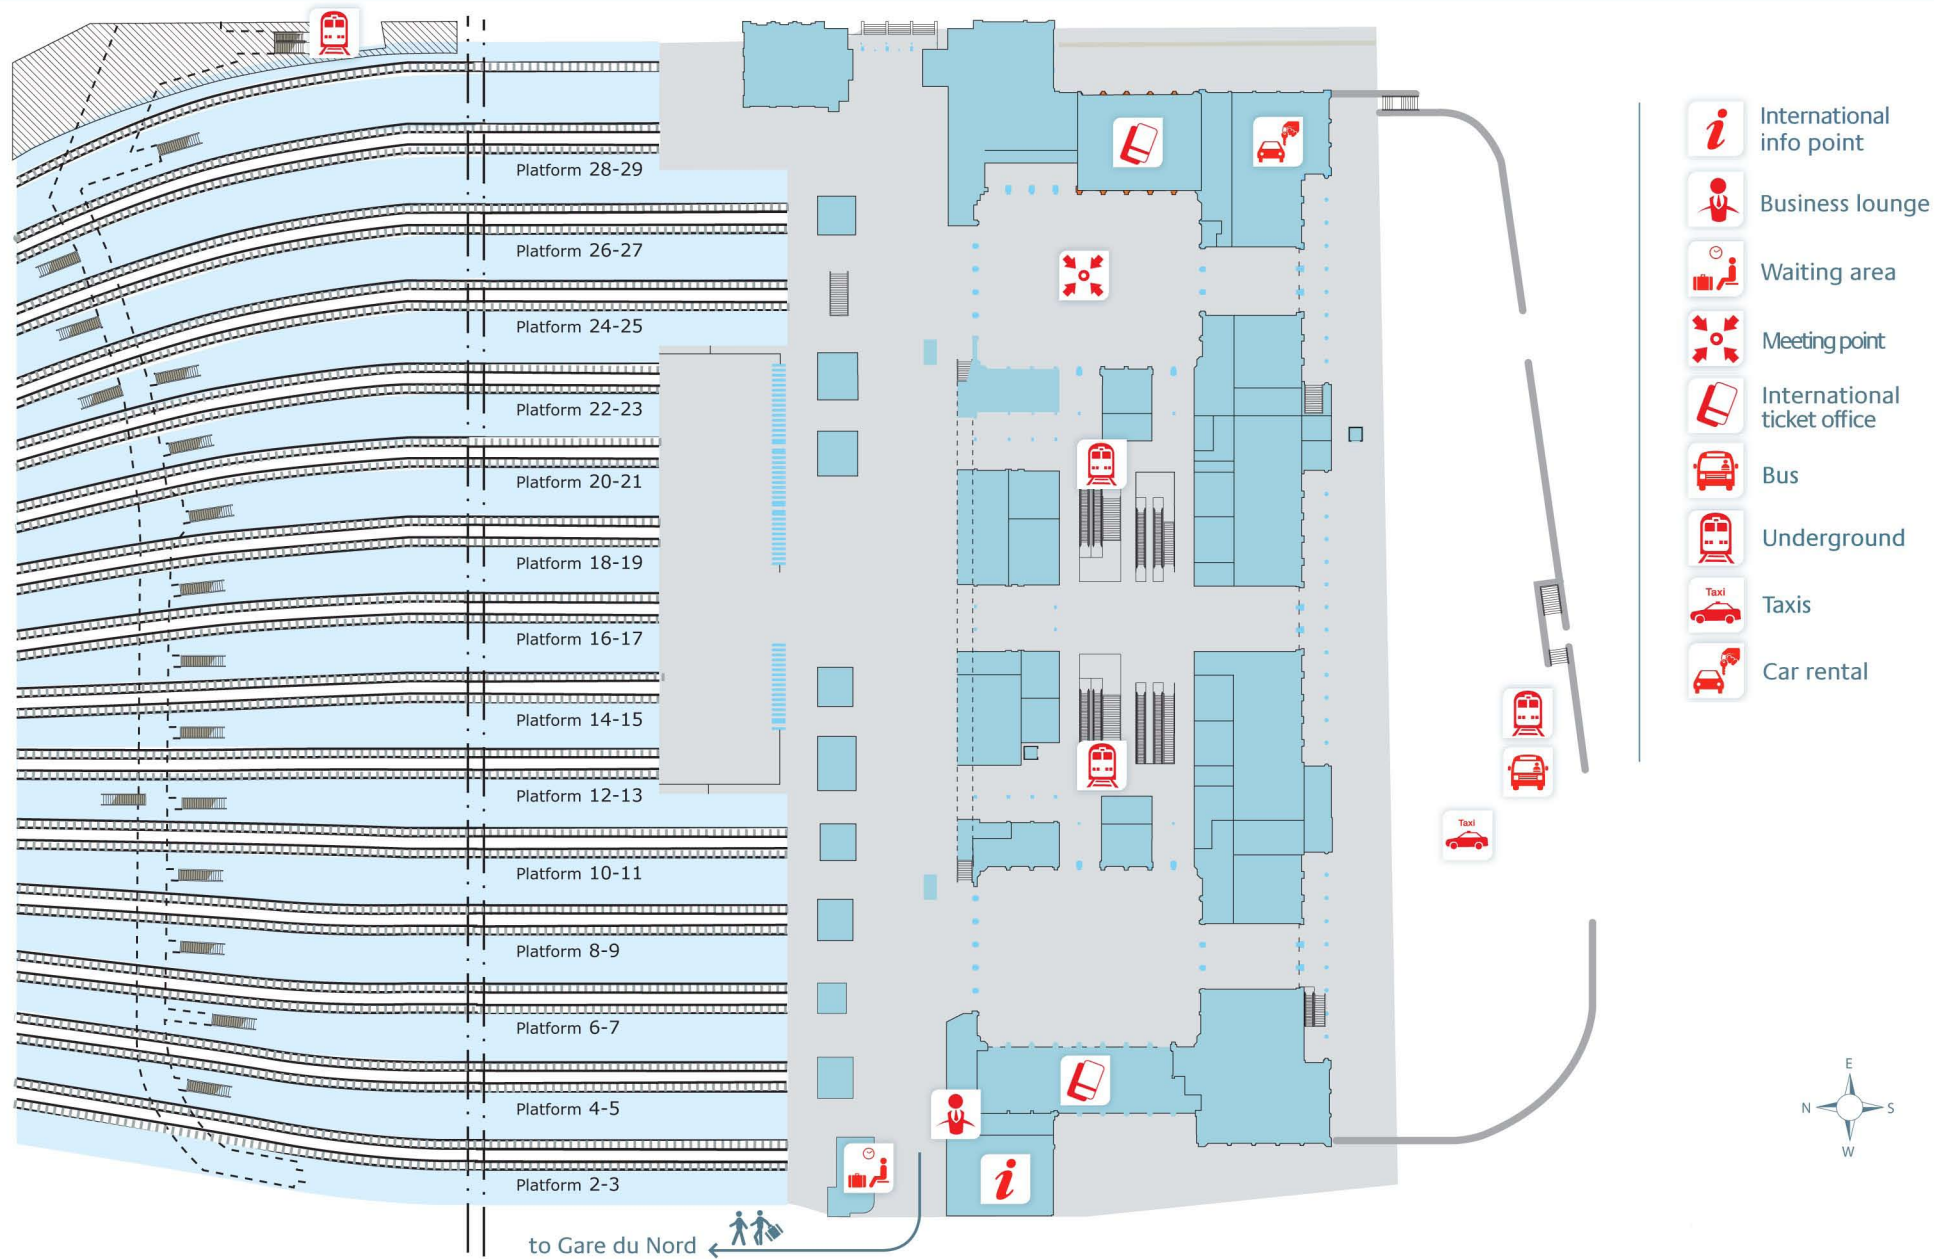 Platform 28-29
Platform 26-27
Platform 24-25
Platform 22-23
Platform 20-21
Platform 18-19
Platform 16-17
Platform 14-15
Platform 12-13
Platform 10-11
Platform 8-9
Platform 6-7
Platform 4-5
Platform 2-3
to Gare du Nord
Taxi
International
info point
Business lounge
Waiting area
Meeting point
International
ticket office
Bus
Underground
Taxi
Taxis
Car rental
E
N
S
W